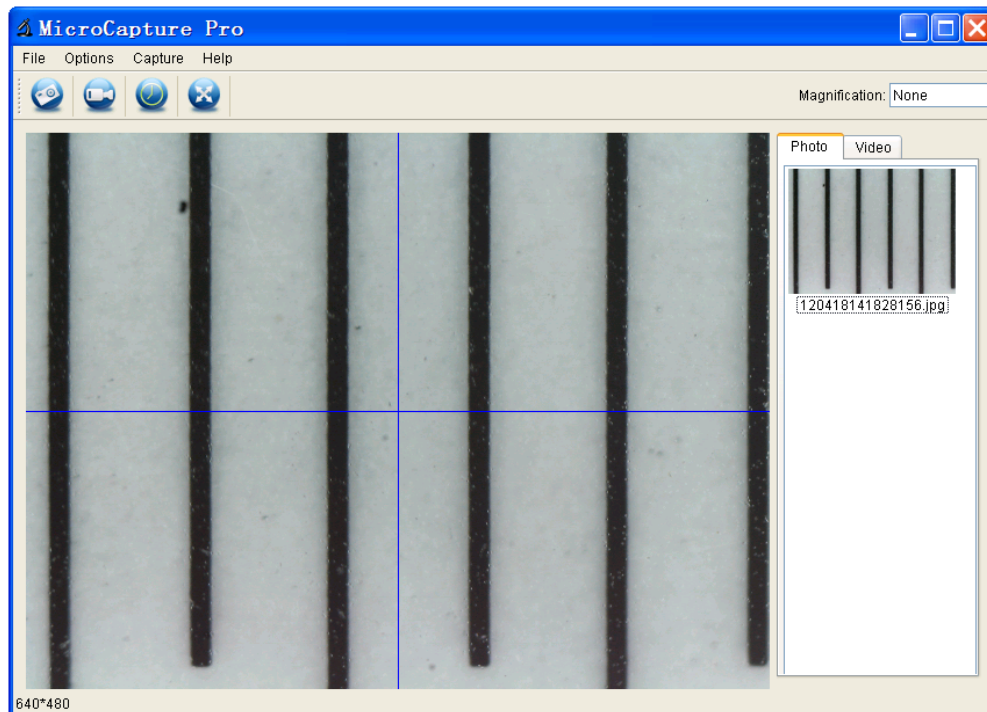 MicroCapture Pro
File Options Capture Help
Magnification: None
Photo Video
120418141828156.jpg
640*480